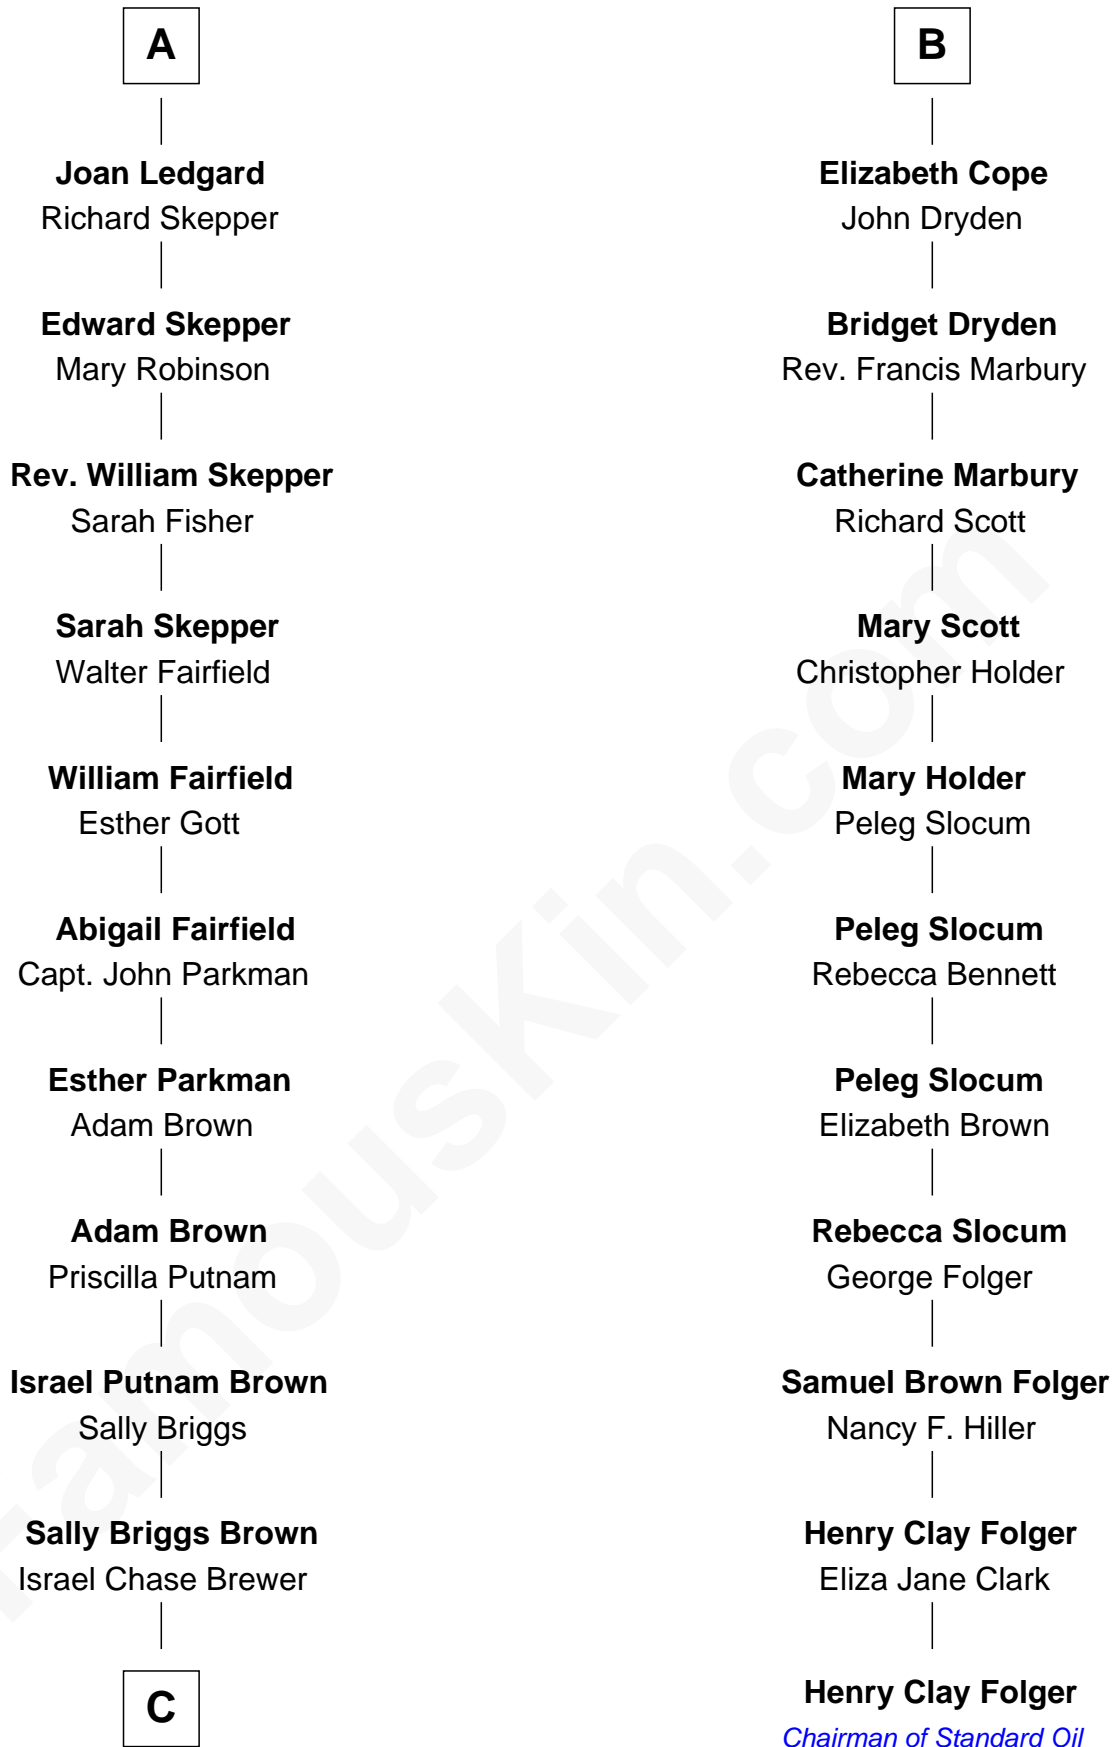 A
Joan Ledgard
Richard Skepper
Edward Skepper
Mary Robinson
Rev. William Skepper
Sarah Fisher
Sarah Skepper
Walter Fairfield
William Fairfield
Esther Gott
Abigail Fairfield
Capt. John Parkman
Esther Parkman
Adam Brown
Adam Brown
Priscilla Putnam
Israel Putnam Brown
Sally Briggs
Sally Briggs Brown
Israel Chase Brewer
C
B
Elizabeth Cope
John Dryden
Bridget Dryden
Rev. Francis Marbury
Catherine Marbury
Richard Scott
Mary Scott
Christopher Holder
Mary Holder
Peleg Slocum
Peleg Slocum
Rebecca Bennett
Peleg Slocum
Elizabeth Brown
Rebecca Slocum
George Folger
Samuel Brown Folger
Nancy F. Hiller
Henry Clay Folger
Eliza Jane Clark
Henry Clay Folger
Chairman of Standard Oil
FamousKin.com